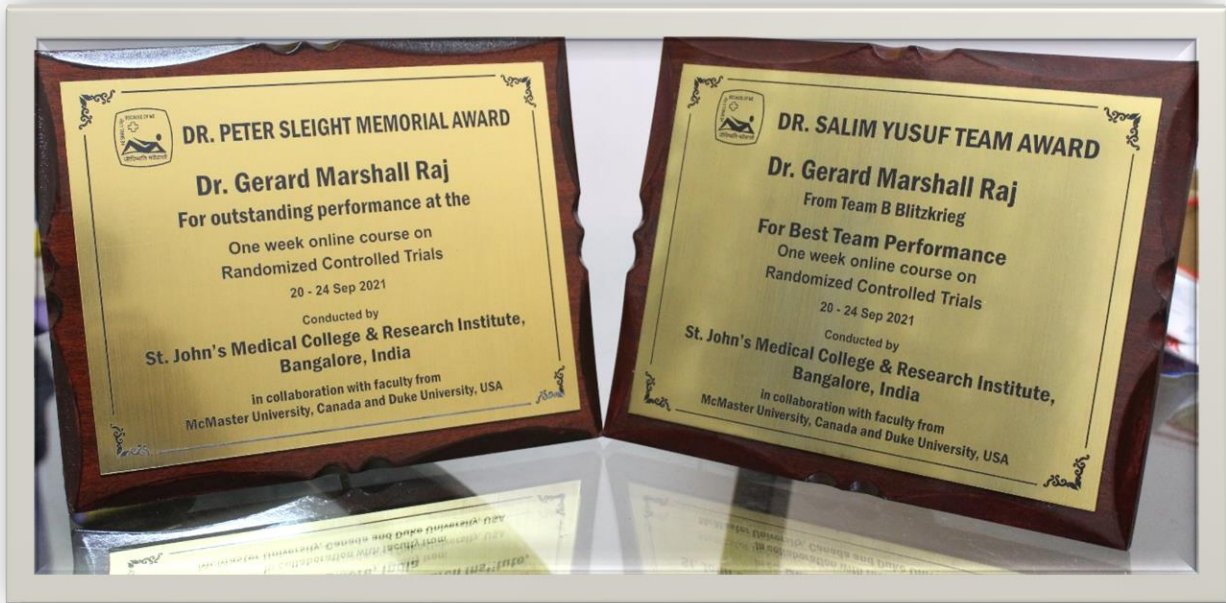 DR. PETER SLEIGHT MEMORIAL AWARD
Dr. Gerard Marshall Raj
For outstanding performance at the
One week online course on
Randomized Controlled Trials
20 - 24 Sep 2021
Conducted by
St. John's Medical College & Research Institute,
Bangalore, India
in collaboration with faculty from
McMaster University, Canada and Duke University, USA
DR. SALIM YUSUF TEAM AWARD
Dr. Gerard Marshall Raj
From Team B Blitzkrieg
For Best Team Performance
One week online course on
Randomized Controlled Trials
20 - 24 Sep 2021
Conducted by
St. John's Medical College & Research Institute,
Bangalore, India
in collaboration with faculty from
McMaster University, Canada and Duke University, USA